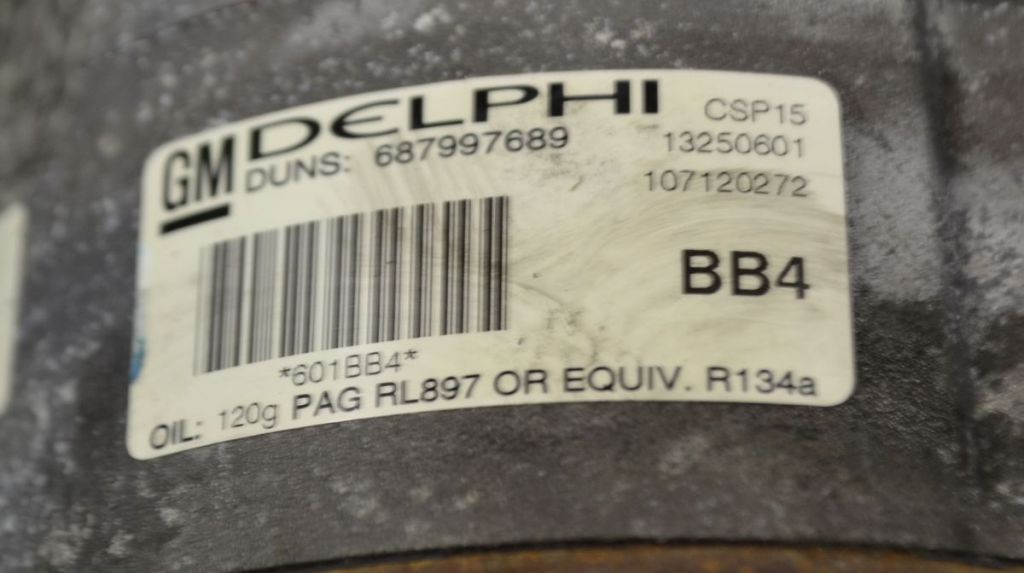 GM DELPHI
DUNS: 687997689
CSP15
13250601
107120272
BB4
*601BB4*
OIL: 120g PAG RL897 OR EQUIV. R134a